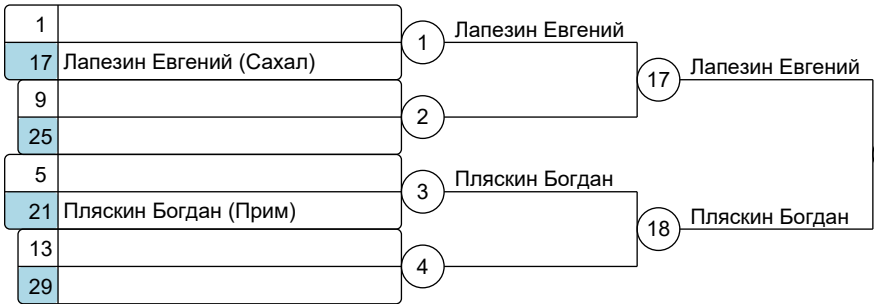 1
17 Лапезин Евгений (Сахал)
9
25
5
21 Пляскин Богдан (Прим)
13
29
1
2
3
4
Лапезин Евгений
Пляскин Богдан
17
18
Лапезин Евгений
Пляскин Богдан